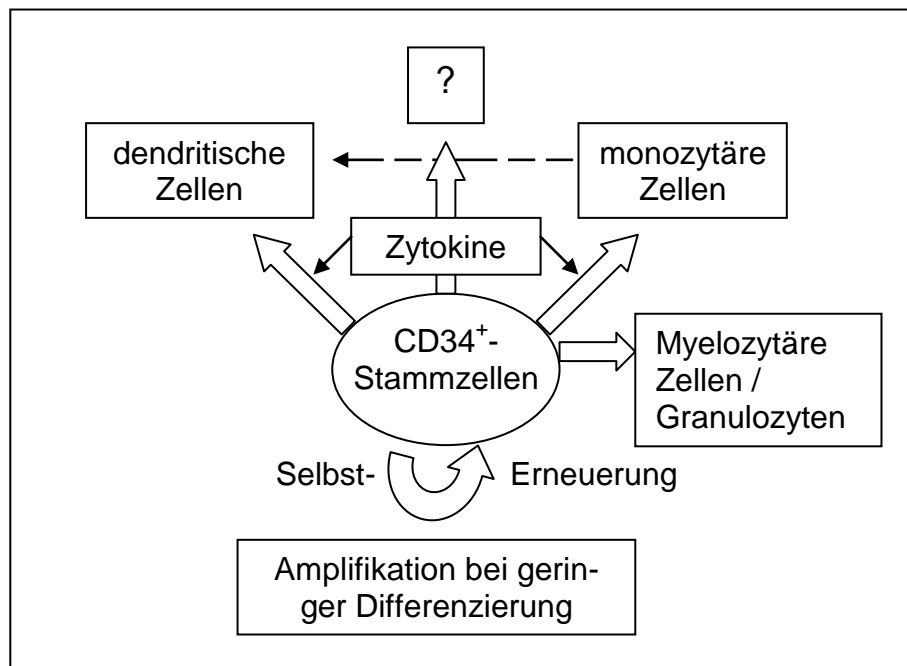 ?
dendritische
Zellen
monozytäre
Zellen
Zytokine
CD34⁺-
Stammzellen
Myelozytäre
Zellen /
Granulozyten
Selbst- Erneuerung
Amplifikation bei gerin-
ger Differenzierung